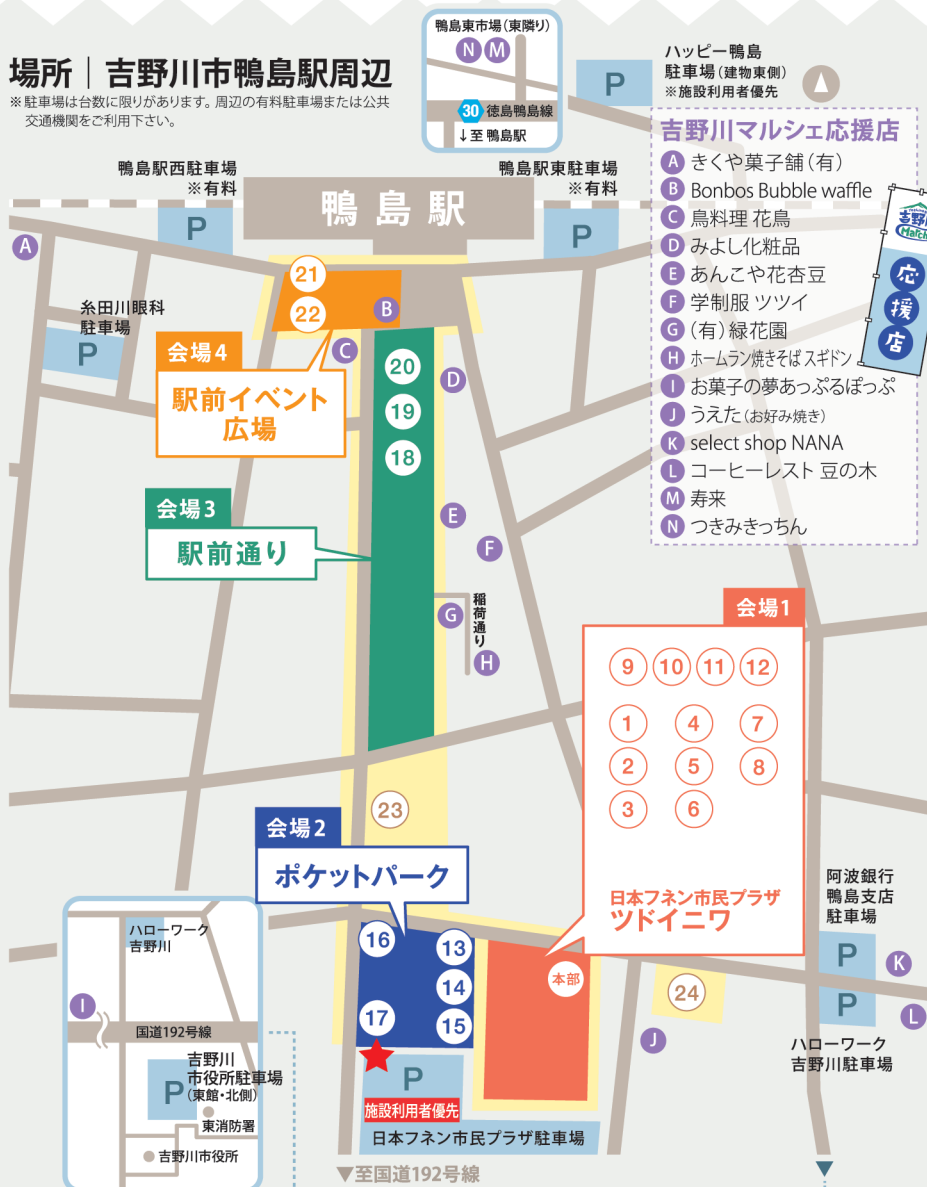 場所｜吉野川市鴨島駅周辺
※駐車場は台数に限りがあります。周辺の有料駐車場または公共
交通機関をご利用下さい。
鴨島東市場(東隣り)
N M
30 徳島鴨島線
↓至 鴨島駅
P
ハッピー鴨島
駐車場(建物東側)
※施設利用者優先
吉野川マルシェ応援店
A きくや菓子舗(有)
B Bonbos Bubble waffle
C 鳥料理 花鳥
D みよし化粧品
E あんこや花杏豆
F 学制服 ツツイ
G (有)緑花園
H ホームラン焼きそば スギドン
I お菓子の夢あっぷるぽっぷ
J うえた(お好み焼き)
K select shop NANA
L コーヒーレスト 豆の木
M 寿来
N つきみきっちん
応
援
店
鴨島駅西駐車場
※有料
P
鴨島駅
鴨島駅東駐車場
※有料
P
A
糸田川眼科
駐車場
P
21
22
B
C
会場4
駅前イベント
広場
20
19
18
D
E
F
会場3
駅前通り
G
稲荷通り
H
会場1
9 10 11 12
1 4 7
2 5 8
3 6
日本フネン市民プラザ
ツドイニワ
23
会場2
ポケットパーク
16 13
14
17 15
本部
24
J
阿波銀行
鴨島支店
駐車場
P
K
P
L
ハローワーク
吉野川駐車場
P
施設利用者優先
日本フネン市民プラザ駐車場
▼至国道192号線
ハローワーク
吉野川
I
国道192号線
吉野川
市役所駐車場
(東館・北側)
P
東消防署
吉野川市役所